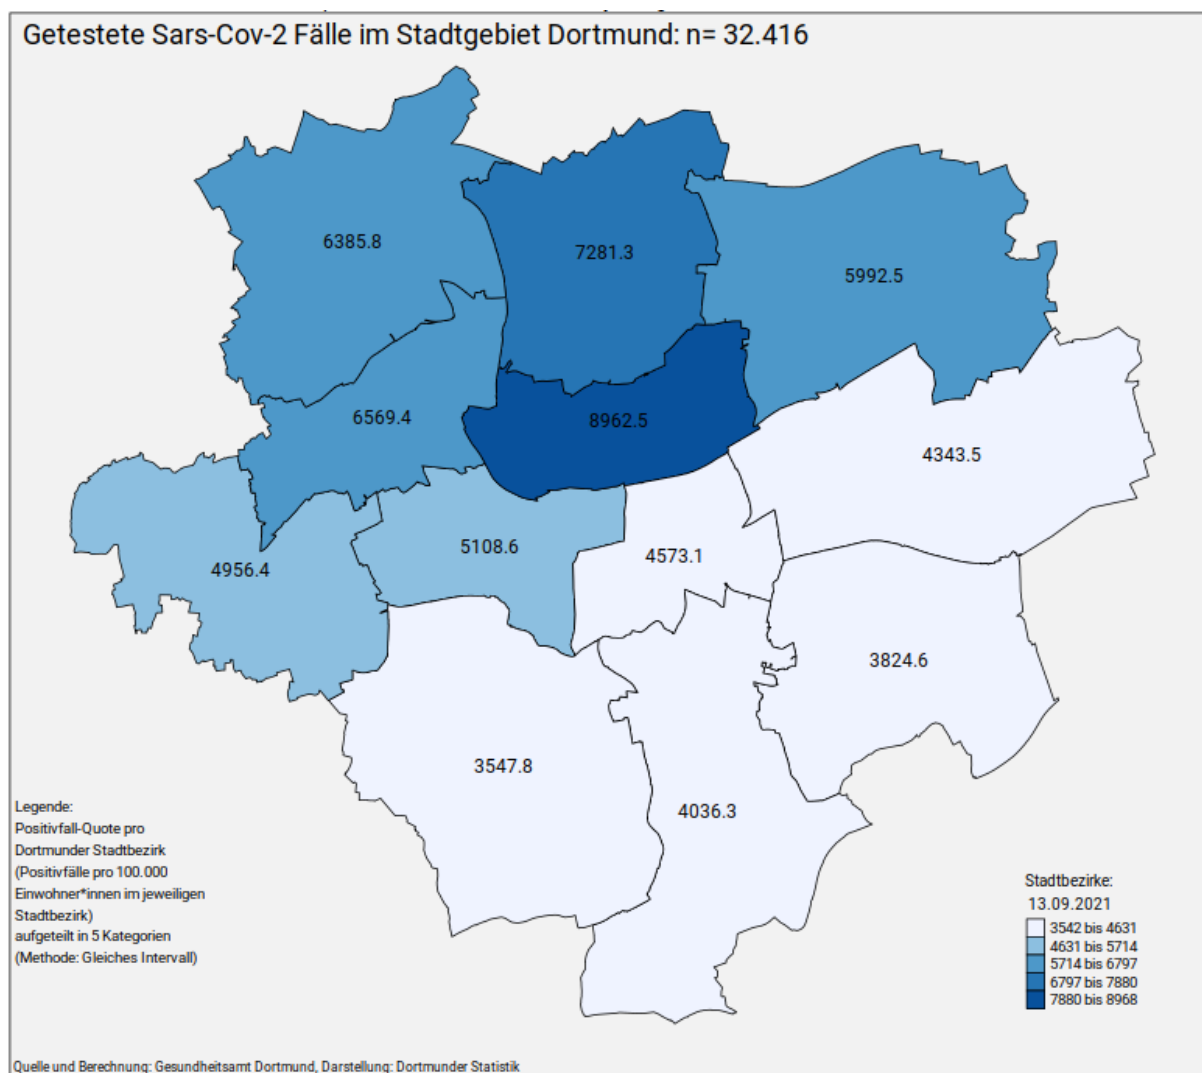 Getestete Sars-Cov-2 Fälle im Stadtgebiet Dortmund: n= 32.416
6385.8
7281.3
5992.5
6569.4
8962.5
4343.5
4956.4
5108.6
4573.1
3824.6
3547.8
4036.3
Legende:
Positivfall-Quote pro
Dortmunder Stadtbezirk
(Positivfälle pro 100.000
Einwohner*innen im jeweiligen
Stadtbezirk)
aufgeteilt in 5 Kategorien
(Methode: Gleiches Intervall)
Stadtbezirke:
13.09.2021
3542 bis 4631
4631 bis 5714
5714 bis 6797
6797 bis 7880
7880 bis 8968
Quelle und Berechnung: Gesundheitsamt Dortmund, Darstellung: Dortmunder Statistik